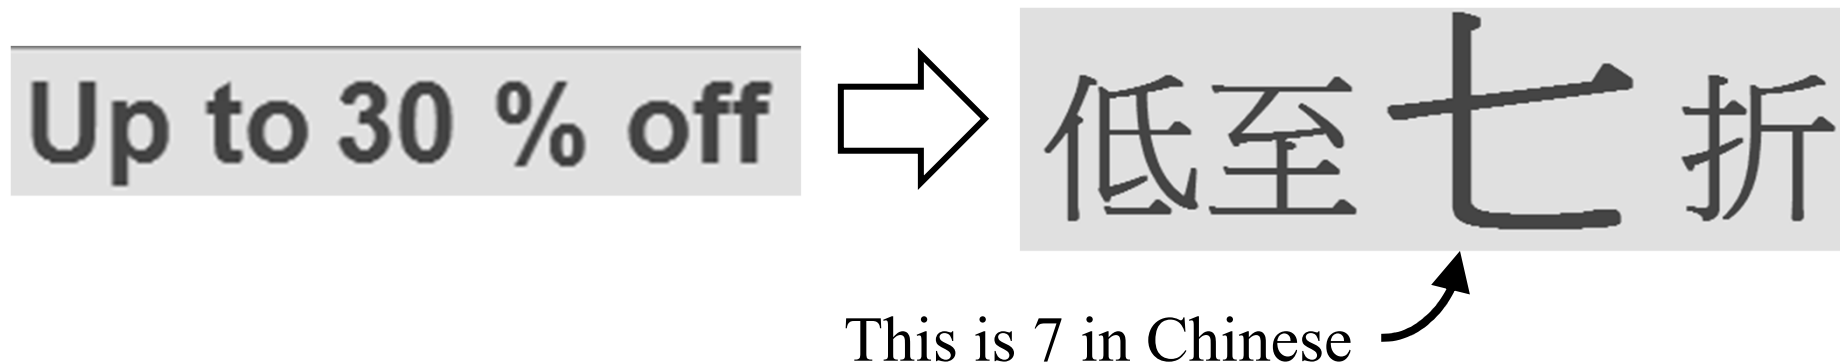 Up to 30 % off
低至七折
This is 7 in Chinese